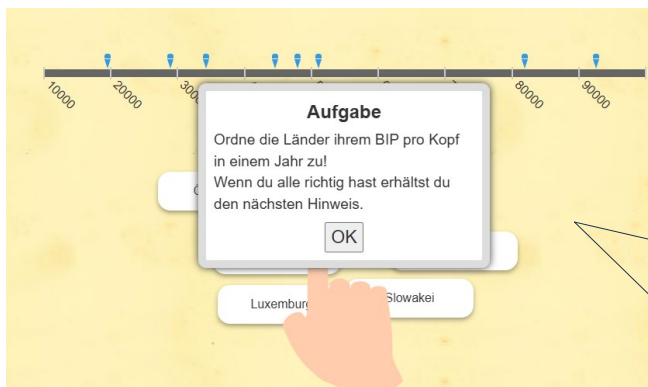 10000
20000
80000
90000
Aufgabe
Ordne die Länder ihrem BIP pro Kopf
in einem Jahr zu!
Wenn du alle richtig hast erhältst du
den nächsten Hinweis.
OK
Luxemburg
Slowakei